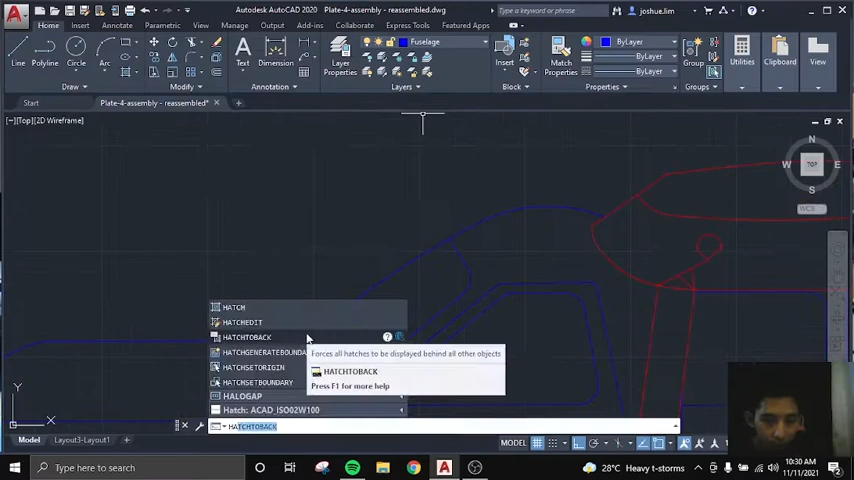 Autodesk AutoCAD 2020 Plate-4-assembly - reassembled.dwg
Type a keyword or phrase
joshue.lim
Home Insert Annotate Parametric View Manage Output Add-ins Collaborate Express Tools Featured Apps
Line Polyline Circle Arc
Text Dimension
Layer Properties
Fuselage
Insert
Match Properties
ByLayer
ByLayer
ByLayer
Group
Utilities
Clipboard
View
Draw Modify Annotation Layers Block Properties Groups
Start Plate-4-assembly - reassembled*
[−][Top][2D Wireframe]
N
W TOP E
S
WCS
HATCH
HATCHEDIT
HATCHTOBACK
Forces all hatches to be displayed behind all other objects
HATCHTOBACK
Press F1 for more help
HATCHGENERATEBOUNDA
HATCHSETORIGIN
HATCHSETBOUNDARY
HALOGAP
Hatch: ACAD_ISO02W100
HATCHTOBACK
Y
X
Model Layout3-Layout1
MODEL
Type here to search
28°C Heavy t-storms
10:30 AM
11/11/2021